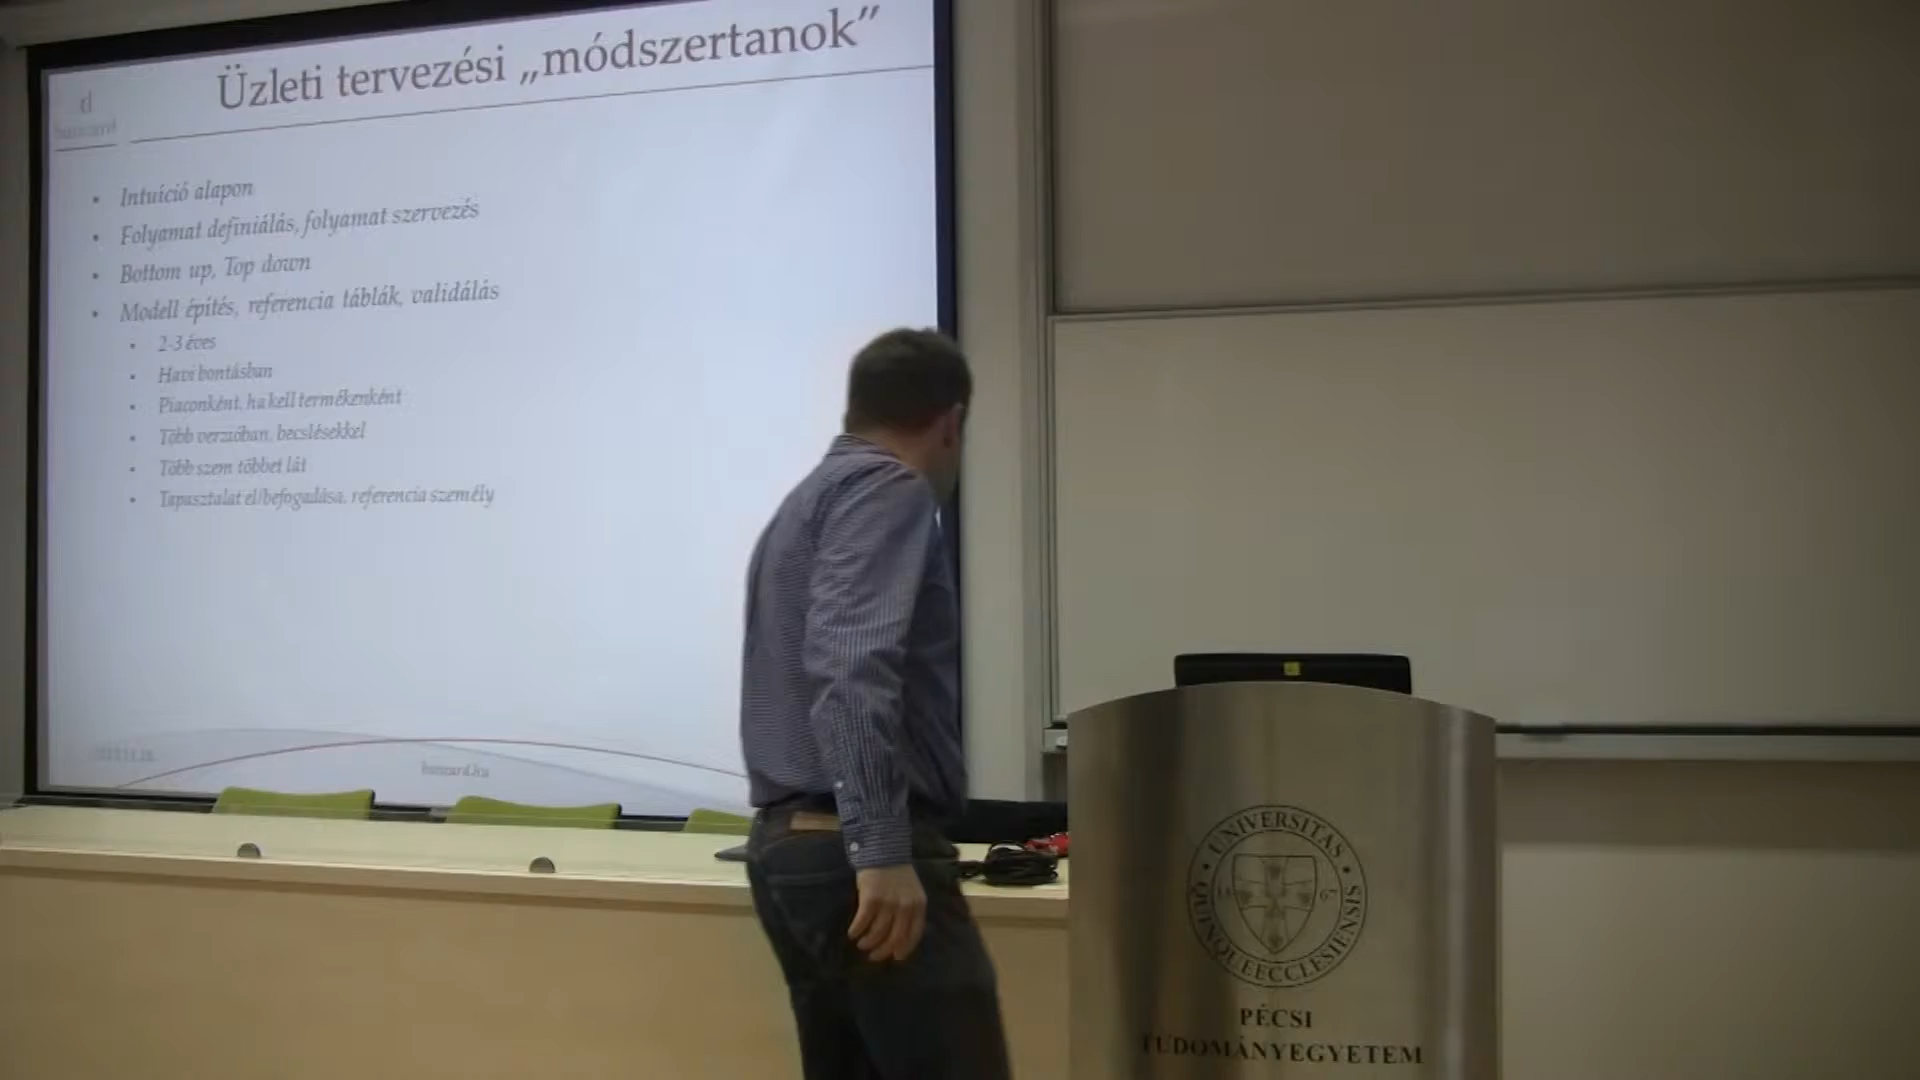 Üzleti tervezési „módszertanok”
d
• Intuíció alapon
• Folyamat definiálás, folyamat szervezés
• Bottom up, Top down
• Modell építés, referencia táblák, validálás
• 2-3 éves
• Havi bontásban
• Piaconként, ha kell termékenként
• Több verzióban, becslésekkel
• Több szem többet lát
• Tapasztalat el/befogadása, referencia személy
UNIVERSITAS QUINQUEECCLESIENSIS
PÉCSI
TUDOMÁNYEGYETEM